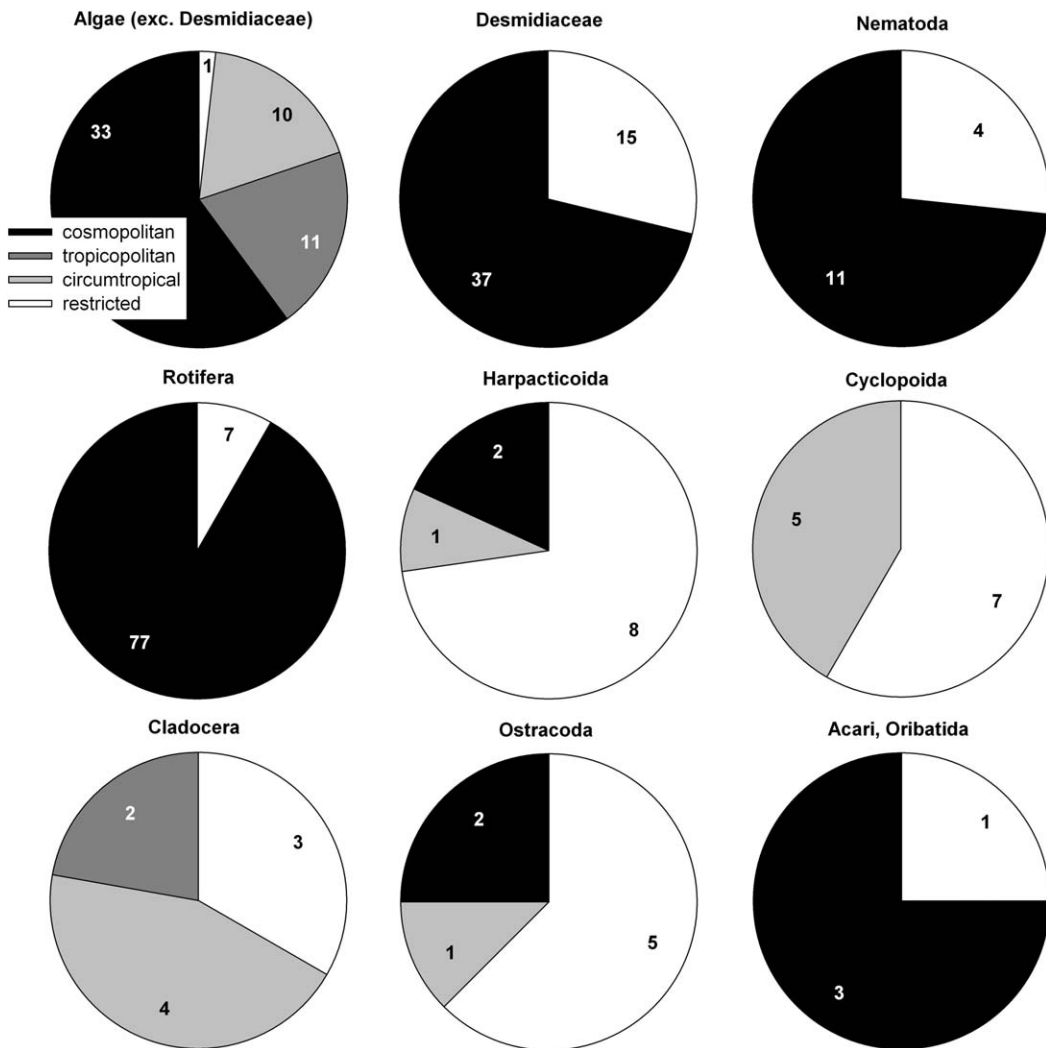 Algae (exc. Desmidiaceae)
1
10
33
11
cosmopolitan
tropicopolitan
circumtropical
restricted
Desmidiaceae
15
37
Nematoda
4
11
Rotifera
7
77
Harpacticoida
2
1
8
Cyclopoida
5
7
Cladocera
2
3
4
Ostracoda
2
1
5
Acari, Oribatida
1
3